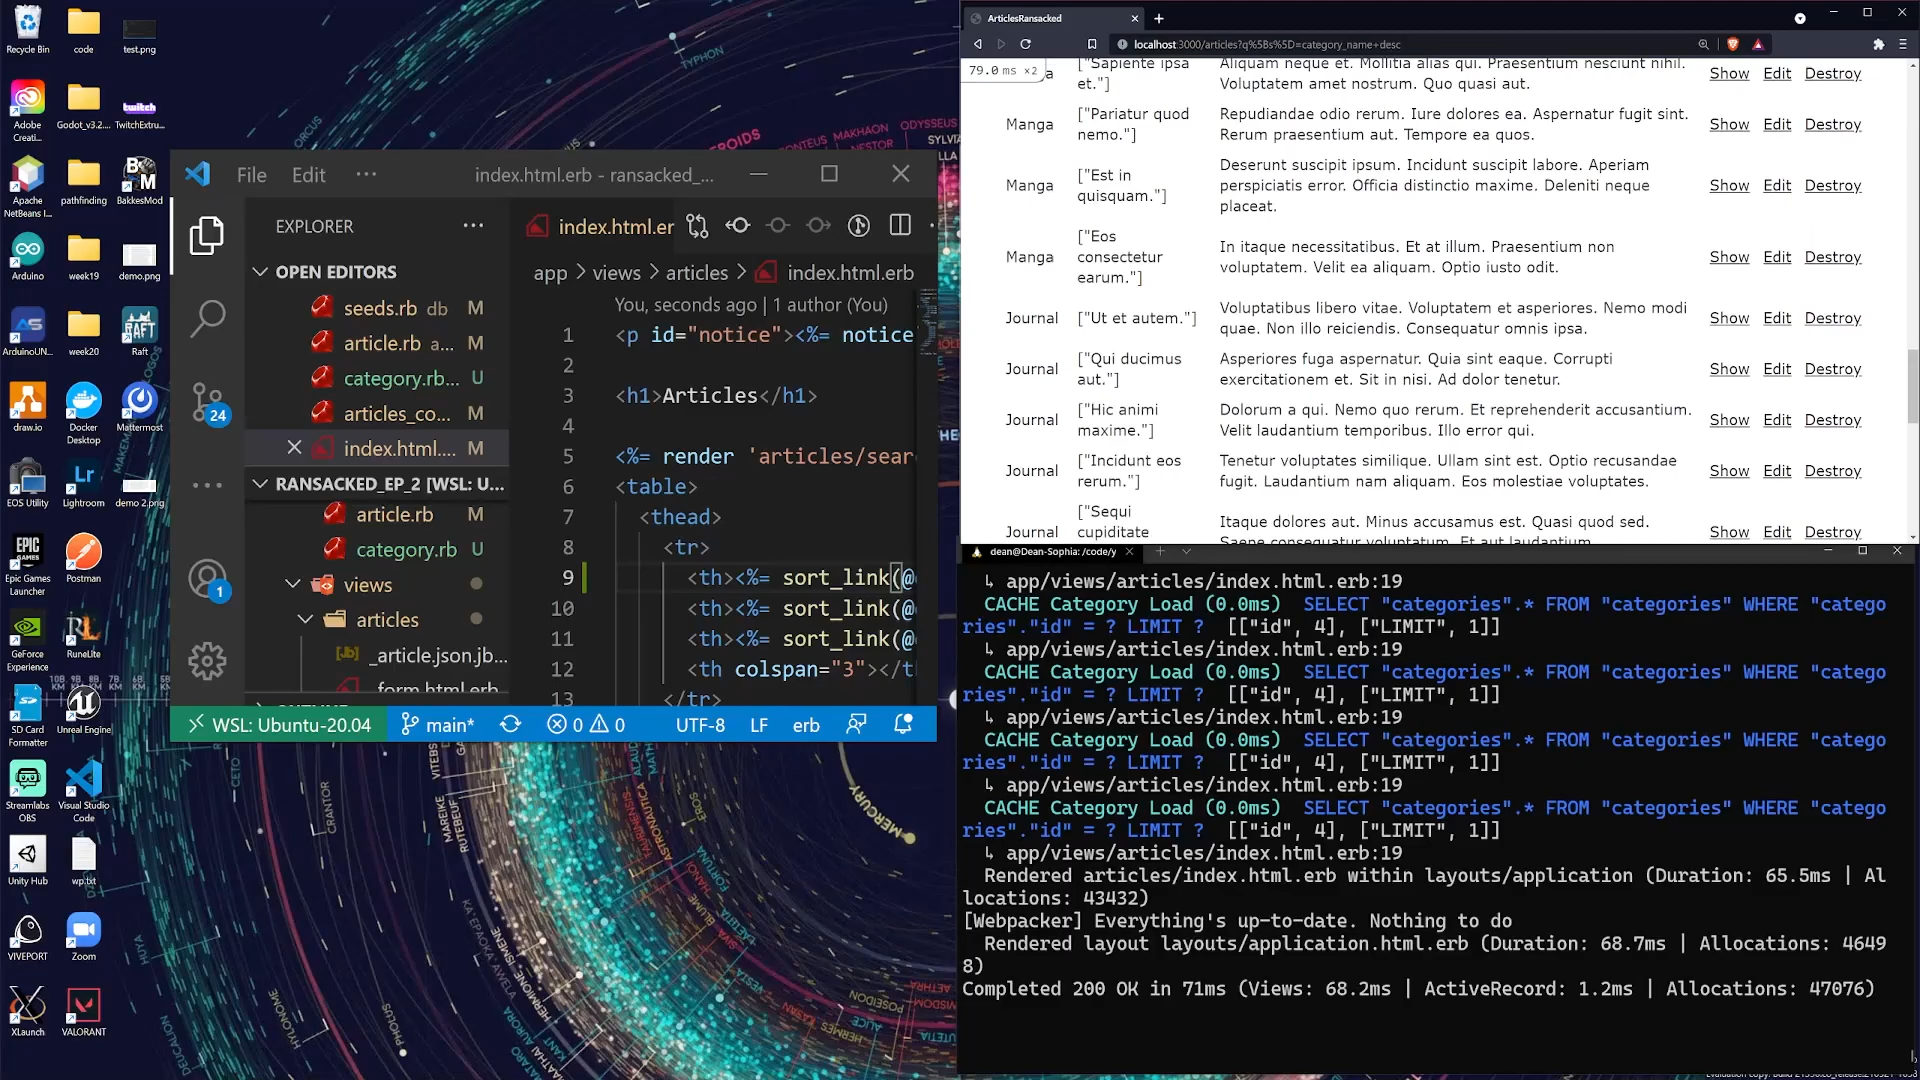 Recycle Bin
code
test.png
Adobe Creati...
Godot_v3.2....
TwitchExtru...
Apache NetBeans I...
pathfinding
BakkesMod
Arduino
week19
demo.png
ArduinoUN...
week20
Raft
draw.io
Docker Desktop
Mattermost
EOS Utility
Lightroom
demo 2.png
Epic Games Launcher
Postman
GeForce Experience
RuneLite
SD Card Formatter
Unreal Engine
Streamlabs OBS
Visual Studio Code
Unity Hub
wp.txt
VIVEPORT
Zoom
XLaunch
VALORANT
TYPHON
ORCUS
MAKHAON
ODYSSEUS
NESTOR
CETO
CRANTOR
HUYA
MERCURY
EROS
FORTUNA
PHOLUS
HYLONOME
DEUCALION
File Edit ··· index.html.erb - ransacked_...
EXPLORER
OPEN EDITORS
seeds.rb db M
article.rb a... M
category.rb... U
articles_co... M
index.html.... M
RANSACKED_EP_2 [WSL: U...
article.rb M
category.rb U
views
articles
_article.json.jb...
form.html.erb
24
1
index.html.er
app > views > articles > index.html.erb
You, seconds ago | 1 author (You)
1 <p id="notice"><%= notice
2
3 <h1>Articles</h1>
4
5 <%= render 'articles/sear
6 <table>
7 <thead>
8 <tr>
9 <th><%= sort_link(@
10 <th><%= sort_link(@
11 <th><%= sort_link(@
12 <th colspan="3"></t
13 </tr>
WSL: Ubuntu-20.04 main* 0 0 UTF-8 LF erb
ArticlesRansacked
localhost:3000/articles?q%5Bs%5D=category_name+desc
79.0 ms ×2
a ["Sapiente ipsa et."] Aliquam neque et. Mollitia alias qui. Praesentium nesciunt nihil. Voluptatem amet nostrum. Quo quasi aut. Show Edit Destroy
Manga ["Pariatur quod nemo."] Repudiandae odio rerum. Iure dolores ea. Aspernatur fugit sint. Rerum praesentium aut. Tempore ea quos. Show Edit Destroy
Manga ["Est in quisquam."] Deserunt suscipit ipsum. Incidunt suscipit labore. Aperiam perspiciatis error. Officia distinctio maxime. Deleniti neque placeat. Show Edit Destroy
Manga ["Eos consectetur earum."] In itaque necessitatibus. Et at illum. Praesentium non voluptatem. Velit ea aliquam. Optio iusto odit. Show Edit Destroy
Journal ["Ut et autem."] Voluptatibus libero vitae. Voluptatem et asperiores. Nemo modi quae. Non illo reiciendis. Consequatur omnis ipsa. Show Edit Destroy
Journal ["Qui ducimus aut."] Asperiores fuga aspernatur. Quia sint eaque. Corrupti exercitationem et. Sit in nisi. Ad dolor tenetur. Show Edit Destroy
Journal ["Hic animi maxime."] Dolorum a qui. Nemo quo rerum. Et reprehenderit accusantium. Velit laudantium temporibus. Illo error qui. Show Edit Destroy
Journal ["Incidunt eos rerum."] Tenetur voluptates similique. Ullam sint est. Optio recusandae fugit. Laudantium nam aliquam. Eos molestiae voluptates. Show Edit Destroy
Journal ["Sequi cupiditate Itaque dolores aut. Minus accusamus est. Quasi quod sed. Saepe consequatur voluptatum. Et aut laudantium. Show Edit Destroy
dean@Dean-Sophia: /code/y
↳ app/views/articles/index.html.erb:19
CACHE Category Load (0.0ms) SELECT "categories".* FROM "categories" WHERE "catego
ries"."id" = ? LIMIT ? [["id", 4], ["LIMIT", 1]]
↳ app/views/articles/index.html.erb:19
CACHE Category Load (0.0ms) SELECT "categories".* FROM "categories" WHERE "catego
ries"."id" = ? LIMIT ? [["id", 4], ["LIMIT", 1]]
↳ app/views/articles/index.html.erb:19
CACHE Category Load (0.0ms) SELECT "categories".* FROM "categories" WHERE "catego
ries"."id" = ? LIMIT ? [["id", 4], ["LIMIT", 1]]
↳ app/views/articles/index.html.erb:19
CACHE Category Load (0.0ms) SELECT "categories".* FROM "categories" WHERE "catego
ries"."id" = ? LIMIT ? [["id", 4], ["LIMIT", 1]]
↳ app/views/articles/index.html.erb:19
Rendered articles/index.html.erb within layouts/application (Duration: 65.5ms | Al
locations: 43432)
[Webpacker] Everything's up-to-date. Nothing to do
Rendered layout layouts/application.html.erb (Duration: 68.7ms | Allocations: 4649
8)
Completed 200 OK in 71ms (Views: 68.2ms | ActiveRecord: 1.2ms | Allocations: 47076)